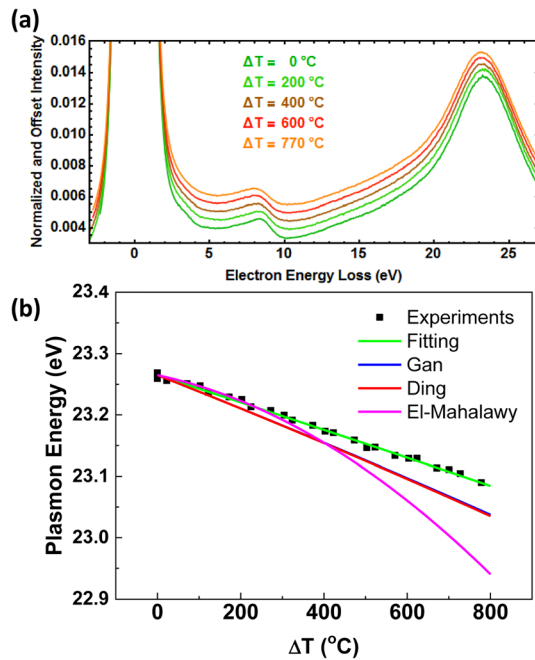 (a)
Normalized and Offset Intensity
0.016
0.014
0.012
0.010
0.008
0.006
0.004
ΔT = 0 °C
ΔT = 200 °C
ΔT = 400 °C
ΔT = 600 °C
ΔT = 770 °C
0 5 10 15 20 25
Electron Energy Loss (eV)
(b)
Plasmon Energy (eV)
23.4
23.3
23.2
23.1
23.0
22.9
Experiments
Fitting
Gan
Ding
El-Mahalawy
0 200 400 600 800
ΔT (°C)